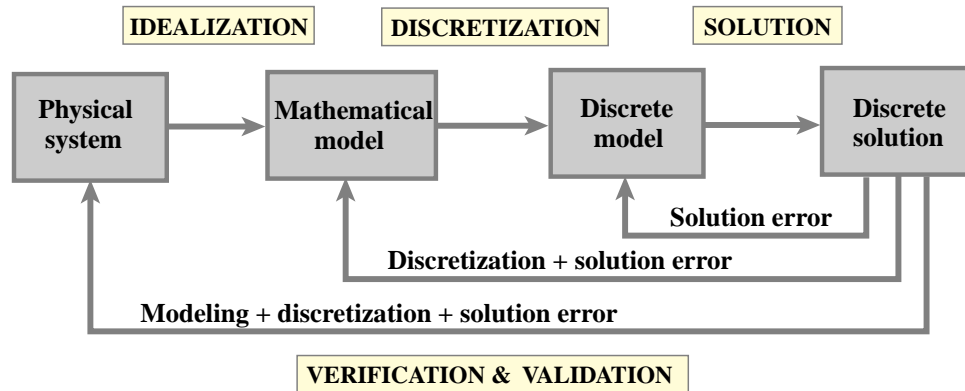 IDEALIZATION
DISCRETIZATION
SOLUTION
Physical
system
Mathematical
model
Discrete
model
Discrete
solution
Solution error
Discretization + solution error
Modeling + discretization + solution error
VERIFICATION & VALIDATION